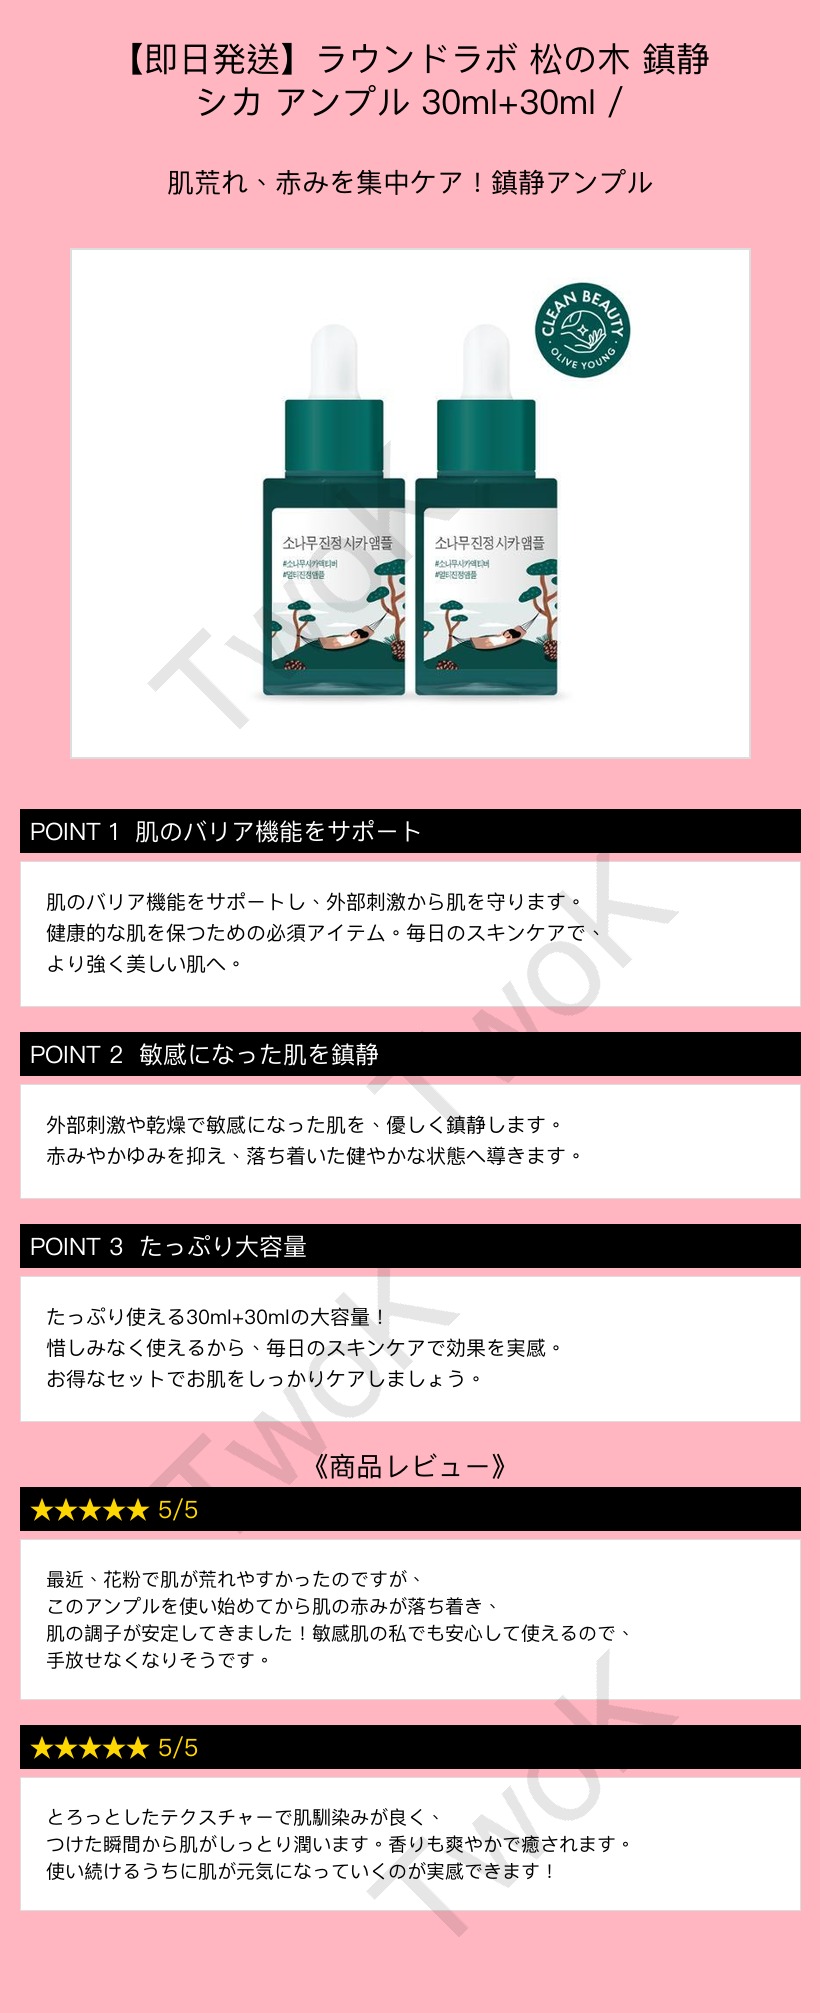 【即日発送】ラウンドラボ 松の木 鎮静
シカ アンプル 30ml+30ml /
肌荒れ、赤みを集中ケア！鎮静アンプル
CLEAN BEAUTY
OLIVE YOUNG
소나무 진정 시카 앰플
#소나무시카액티버
#멀티진정앰플
소나무 진정 시카 앰플
#소나무시카액티버
#멀티진정앰플
TwoK
POINT 1 肌のバリア機能をサポート
肌のバリア機能をサポートし、外部刺激から肌を守ります。
健康的な肌を保つための必須アイテム。毎日のスキンケアで、
より強く美しい肌へ。
TwoK
POINT 2 敏感になった肌を鎮静
外部刺激や乾燥で敏感になった肌を、優しく鎮静します。
赤みやかゆみを抑え、落ち着いた健やかな状態へ導きます。
POINT 3 たっぷり大容量
たっぷり使える30ml+30mlの大容量！
惜しみなく使えるから、毎日のスキンケアで効果を実感。
お得なセットでお肌をしっかりケアしましょう。
TwoK
《商品レビュー》
★★★★★ 5/5
最近、花粉で肌が荒れやすかったのですが、
このアンプルを使い始めてから肌の赤みが落ち着き、
肌の調子が安定してきました！敏感肌の私でも安心して使えるので、
手放せなくなりそうです。
★★★★★ 5/5
とろっとしたテクスチャーで肌馴染みが良く、
つけた瞬間から肌がしっとり潤います。香りも爽やかで癒されます。
使い続けるうちに肌が元気になっていくのが実感できます！
TwoK